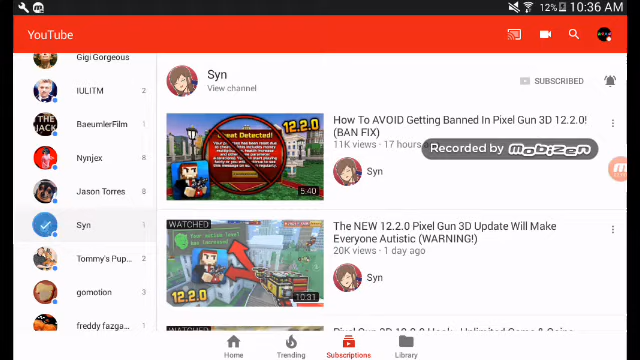 12% 10:36 AM
YouTube
Gigi Gorgeous
IULITM 2
BaeumlerFilm 1
Nynjex 8
Jason Torres 8
Syn 1
Tommy's Pup...
gomotion 3
freddy fazga...
Syn
View channel
SUBSCRIBED
12.2.0
Cheat Detected!
5:40
How To AVOID Getting Banned In Pixel Gun 3D 12.2.0!
(BAN FIX)
11K views • 17 hours
Syn
Recorded by mobizen
WATCHED
12.2.0
10:31
The NEW 12.2.0 Pixel Gun 3D Update Will Make
Everyone Autistic (WARNING!)
20K views • 1 day ago
Syn
WATCHED
Home
Trending
Subscriptions
Library